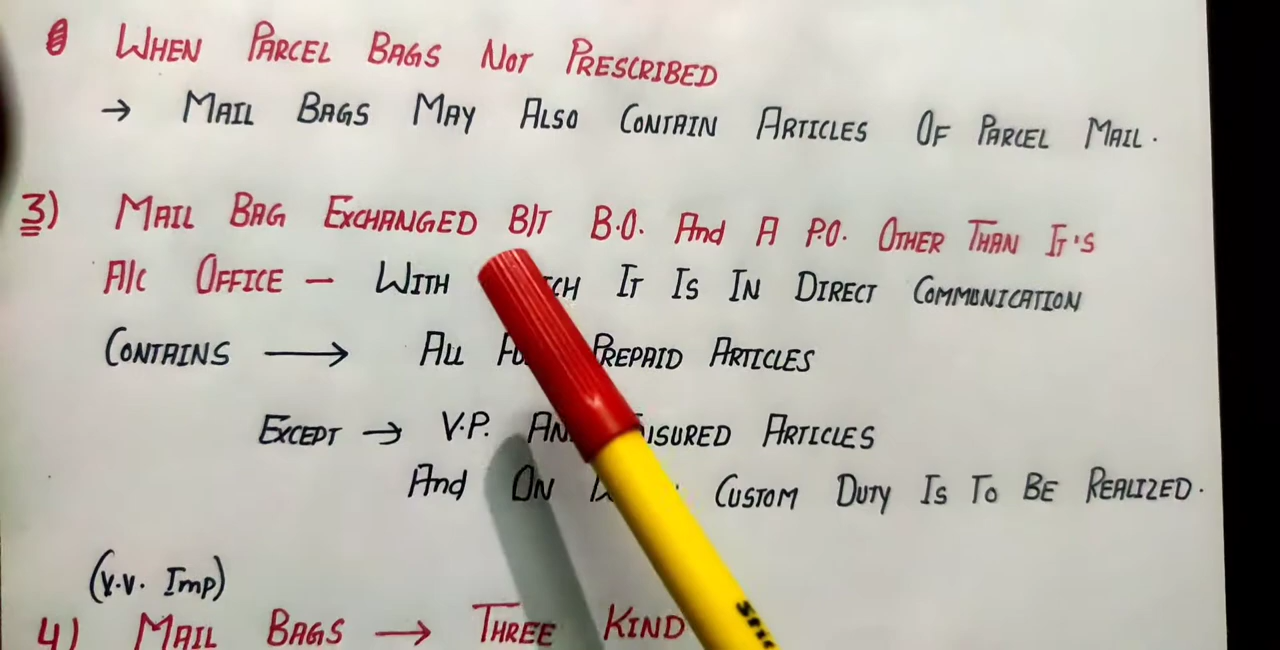 WHEN PARCEL BAGS NOT PRESCRIBED
→ MAIL BAGS MAY ALSO CONTAIN ARTICLES OF PARCEL MAIL.
3) MAIL BAG EXCHANGED B/T B.O. And A P.O. OTHER THAN IT'S
A/C OFFICE - WITH IT IS IN DIRECT COMMUNICATION
CONTAINS → ALL PREPAID ARTICLES
EXCEPT → V.P. ARTICLES
And ON CUSTOM DUTY IS TO BE REALIZED.
(V.V. Imp)
4) MAIL BAGS → THREE KIND